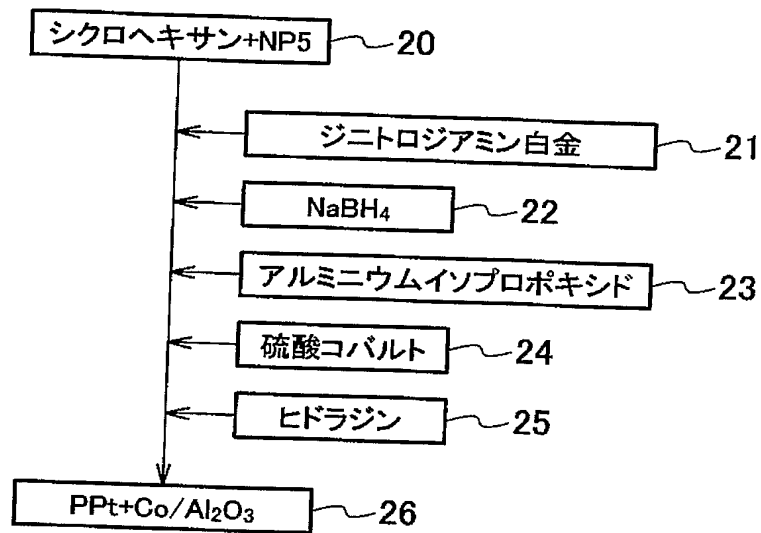 シクロヘキサン+NP5 20
ジニトロジアミン白金 21
NaBH₄ 22
アルミニウムイソプロポキシド 23
硫酸コバルト 24
ヒドラジン 25
PPt+Co/Al₂O₃ 26